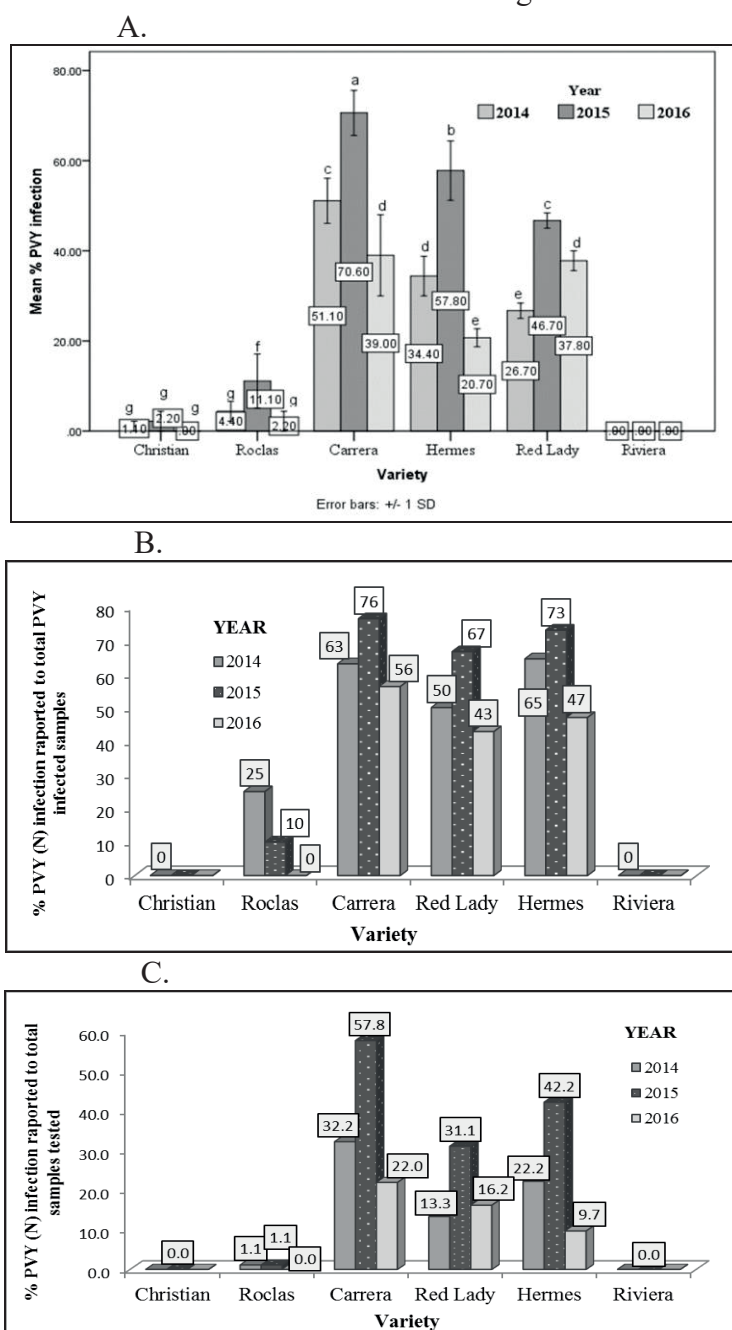 A.
80.00
60.00
40.00
20.00
.00
Mean % PVY infection
Year
2014 2015 2016
g g g
1.10 2.20 .00
g f g
4.40 11.10 2.20
c a d
51.10 70.60 39.00
d b e
34.40 57.80 20.70
e c d
26.70 46.70 37.80
.00 .00 .00
Christian Roclas Carrera Hermes Red Lady Riviera
Variety
Error bars: +/- 1 SD
B.
% PVY (N) infection raported to total PVY
infected samples
80
70
60
50
40
30
20
10
0
YEAR
2014
2015
2016
0
25 10 0
63 76 56
50 67 43
65 73 47
0
Christian Roclas Carrera Red Lady Hermes Riviera
Variety
C.
% PVY (N) infection raported to total
samples tested
60.0
50.0
40.0
30.0
20.0
10.0
0.0
YEAR
2014
2015
2016
0.0
1.1 1.1 0.0
32.2 57.8 22.0
13.3 31.1 16.2
22.2 42.2 9.7
0.0
Christian Roclas Carrera Red Lady Hermes Riviera
Variety